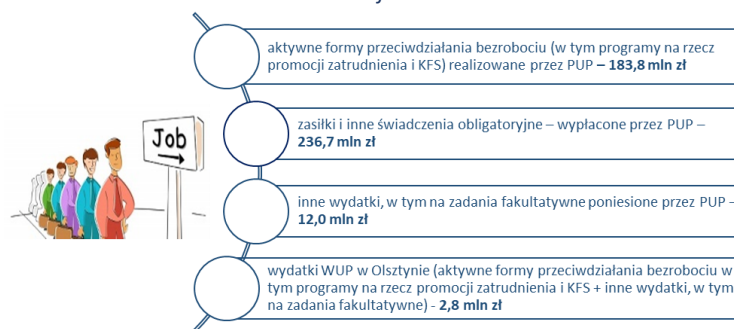 Job
aktywne formy przeciwdziałania bezrobociu (w tym programy na rzecz
promocji zatrudnienia i KFS) realizowane przez PUP – 183,8 mln zł
zasiłki i inne świadczenia obligatoryjne – wypłacone przez PUP –
236,7 mln zł
inne wydatki, w tym na zadania fakultatywne poniesione przez PUP –
12,0 mln zł
wydatki WUP w Olsztynie (aktywne formy przeciwdziałania bezrobociu w
tym programy na rzecz promocji zatrudnienia i KFS + inne wydatki, w tym
na zadania fakultatywne) - 2,8 mln zł